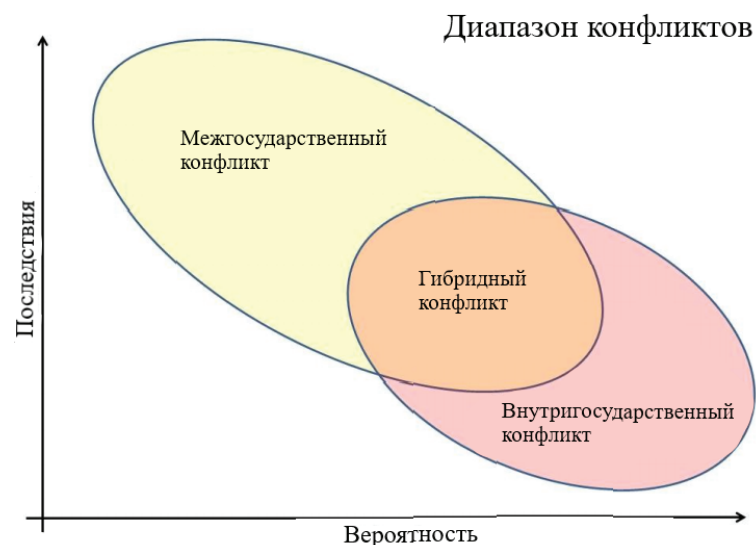 Диапазон конфликтов
Межгосударственный
конфликт
Гибридный
конфликт
Внутригосударственный
конфликт
Последствия
Вероятность